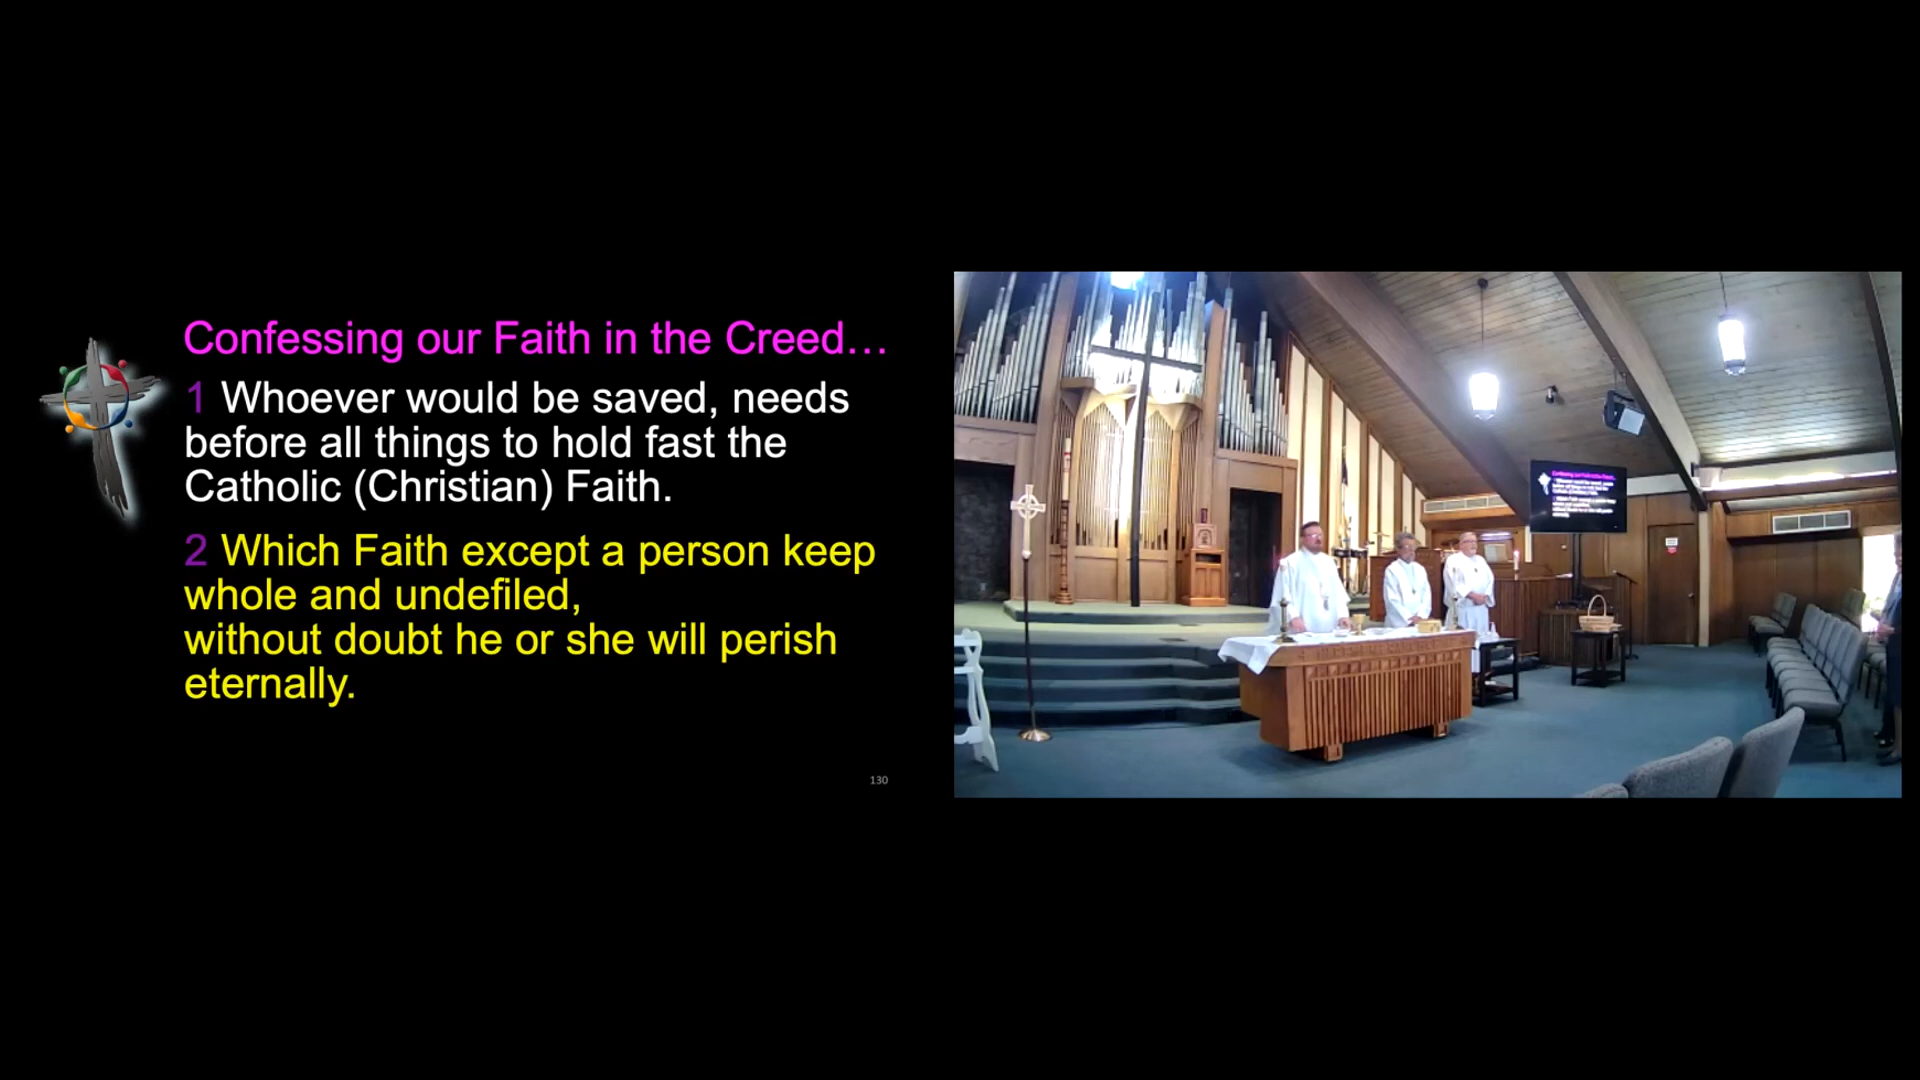 Confessing our Faith in the Creed…
1 Whoever would be saved, needs
before all things to hold fast the
Catholic (Christian) Faith.
2 Which Faith except a person keep
whole and undefiled,
without doubt he or she will perish
eternally.
130